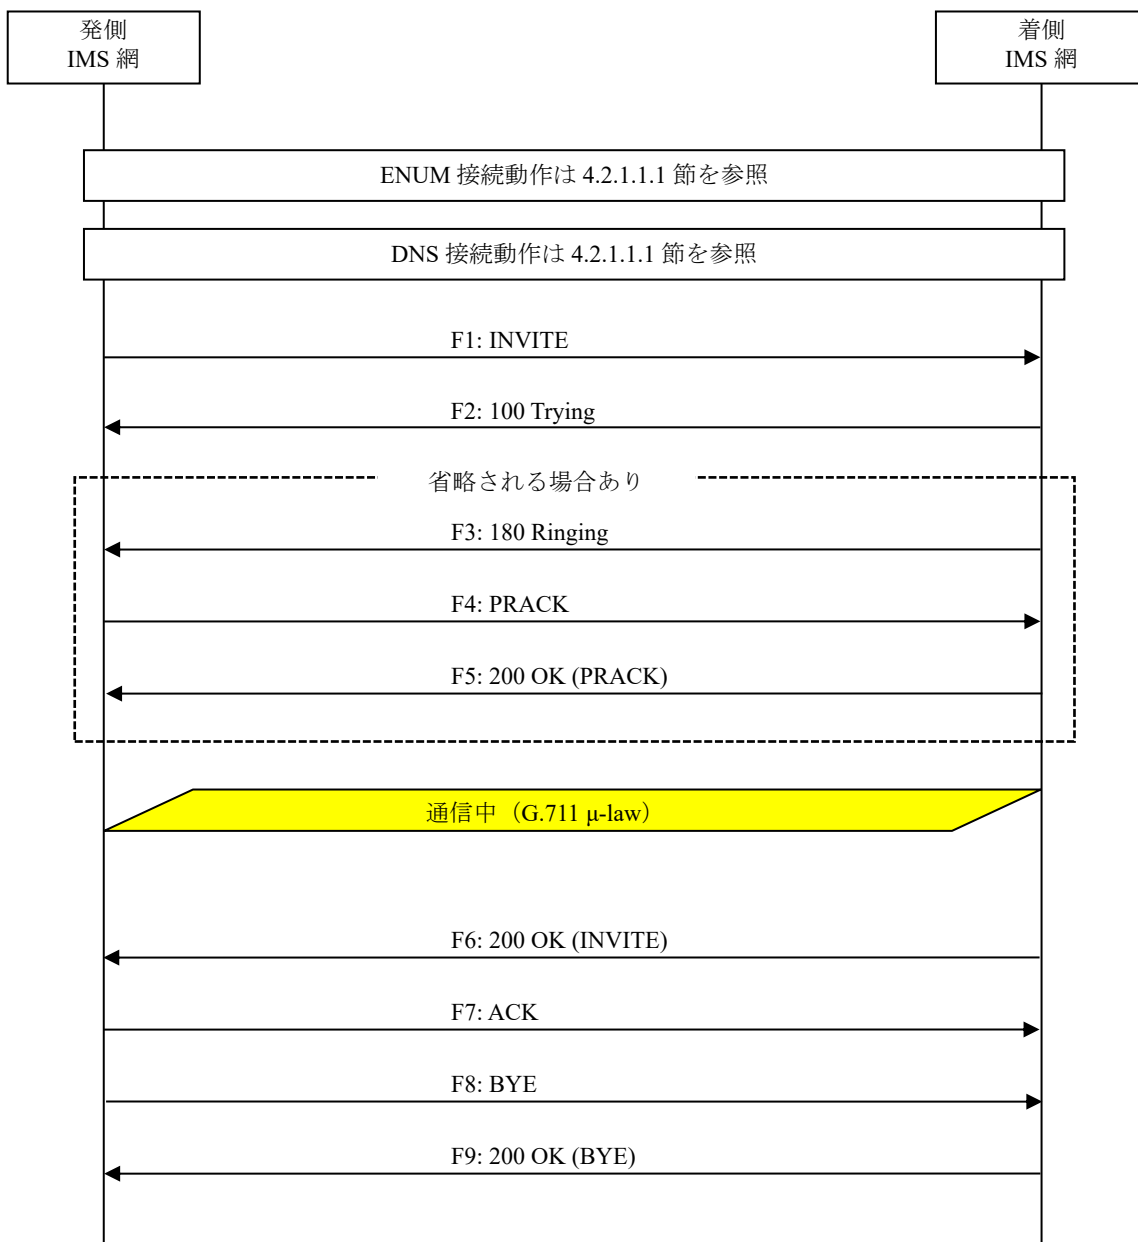 発側
IMS 網
着側
IMS 網
ENUM 接続動作は 4.2.1.1.1 節を参照
DNS 接続動作は 4.2.1.1.1 節を参照
F1: INVITE
F2: 100 Trying
省略される場合あり
F3: 180 Ringing
F4: PRACK
F5: 200 OK (PRACK)
通信中（G.711 μ-law）
F6: 200 OK (INVITE)
F7: ACK
F8: BYE
F9: 200 OK (BYE)